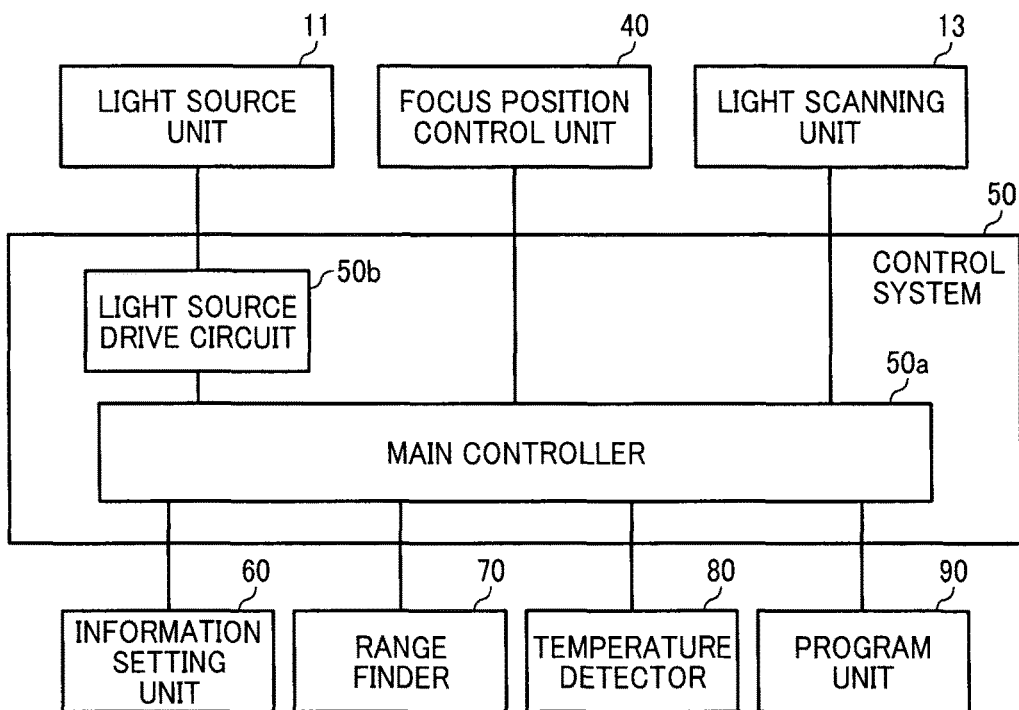 11
40
13
LIGHT SOURCE
UNIT
FOCUS POSITION
CONTROL UNIT
LIGHT SCANNING
UNIT
50
CONTROL
SYSTEM
50b
LIGHT SOURCE
DRIVE CIRCUIT
50a
MAIN CONTROLLER
60
70
80
90
INFORMATION
SETTING
UNIT
RANGE
FINDER
TEMPERATURE
DETECTOR
PROGRAM
UNIT